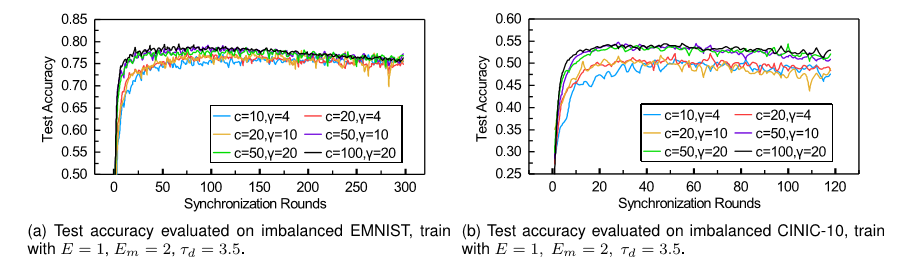 0.85
0.80
0.75
0.70
0.65
0.60
0.55
0.50
Test Accuracy
0 50 100 150 200 250 300
Synchronization Rounds
c=10,γ=4 c=20,γ=4
c=20,γ=10 c=50,γ=10
c=50,γ=20 c=100,γ=20
0.60
0.55
0.50
0.45
0.40
0.35
0.30
0.25
Test Accuracy
0 20 40 60 80 100 120
Synchronization Rounds
c=10,γ=4 c=20,γ=4
c=20,γ=10 c=50,γ=10
c=50,γ=20 c=100,γ=20
(a) Test accuracy evaluated on imbalanced EMNIST, train
with E = 1, E_m = 2, τ_d = 3.5.
(b) Test accuracy evaluated on imbalanced CINIC-10, train
with E = 1, E_m = 2, τ_d = 3.5.